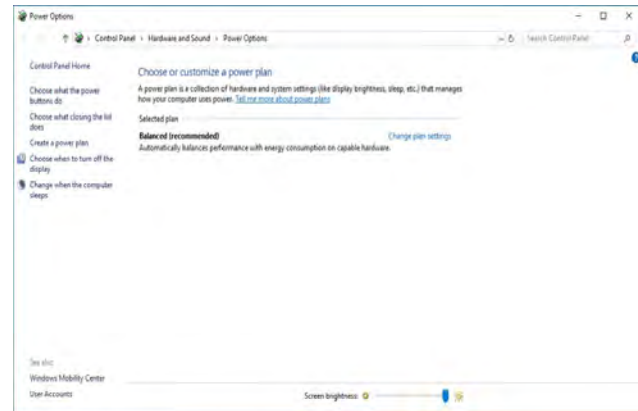 Power Options
Control Panel › Hardware and Sound › Power Options
Search Control Panel
Control Panel Home
Choose what the power
buttons do
Choose what closing the lid
does
Create a power plan
Choose when to turn off the
display
Change when the computer
sleeps
Choose or customize a power plan
A power plan is a collection of hardware and system settings (like display brightness, sleep, etc.) that manages
how your computer uses power. Tell me more about power plans
Selected plan
Balanced (recommended) Change plan settings
Automatically balances performance with energy consumption on capable hardware.
See also
Windows Mobility Center
User Accounts
Screen brightness: